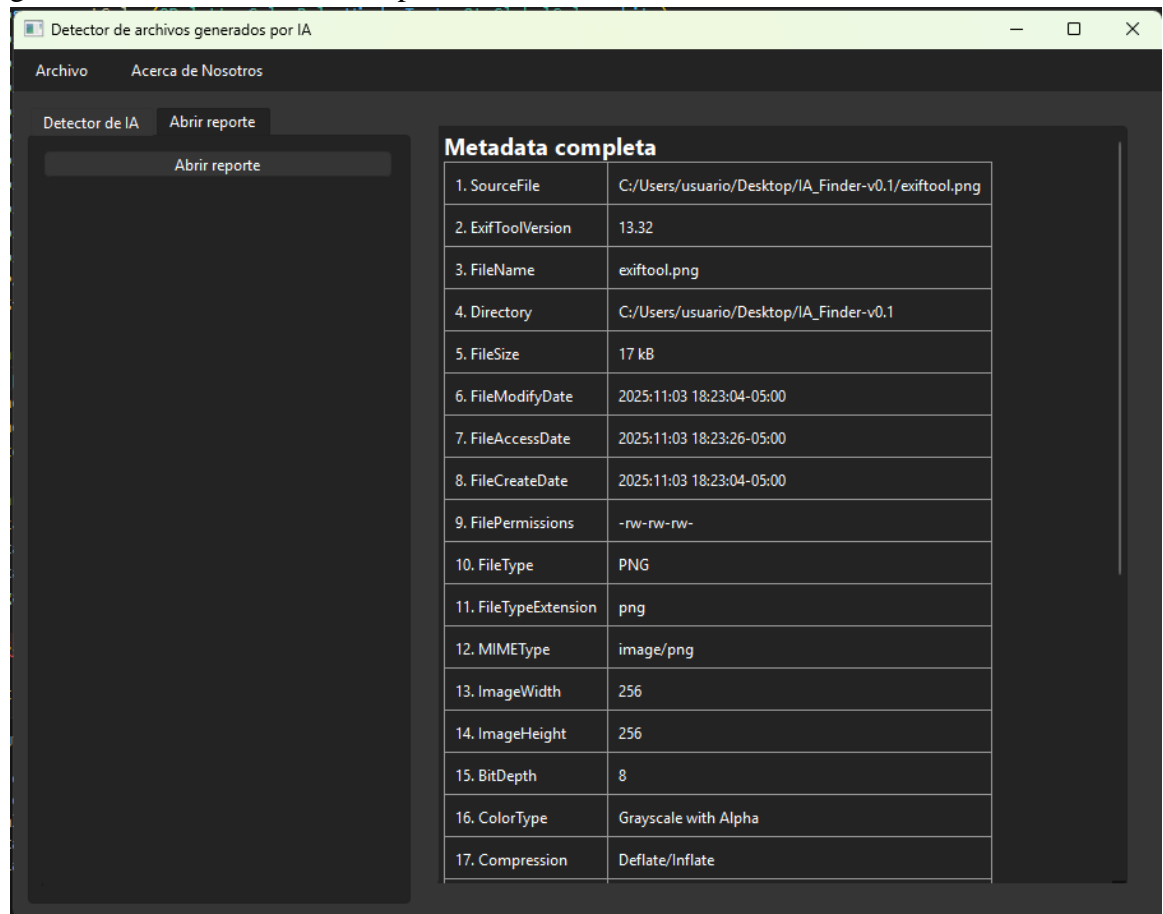 Detector de archivos generados por IA
Archivo Acerca de Nosotros
Detector de IA Abrir reporte
Abrir reporte
Metadata completa
1. SourceFile C:/Users/usuario/Desktop/IA_Finder-v0.1/exiftool.png
2. ExifToolVersion 13.32
3. FileName exiftool.png
4. Directory C:/Users/usuario/Desktop/IA_Finder-v0.1
5. FileSize 17 kB
6. FileModifyDate 2025:11:03 18:23:04-05:00
7. FileAccessDate 2025:11:03 18:23:26-05:00
8. FileCreateDate 2025:11:03 18:23:04-05:00
9. FilePermissions -rw-rw-rw-
10. FileType PNG
11. FileTypeExtension png
12. MIMEType image/png
13. ImageWidth 256
14. ImageHeight 256
15. BitDepth 8
16. ColorType Grayscale with Alpha
17. Compression Deflate/Inflate